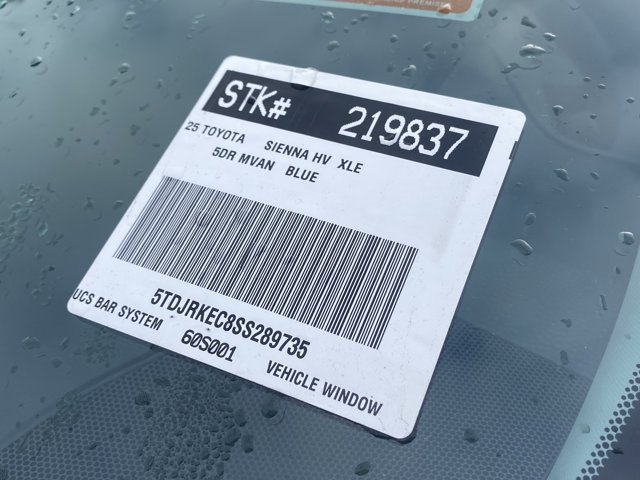 STK# 219837
25 TOYOTA SIENNA HV XLE
5DR MVAN BLUE
5TDJRKEC8SS289735
UCS BAR SYSTEM 60S001 VEHICLE WINDOW